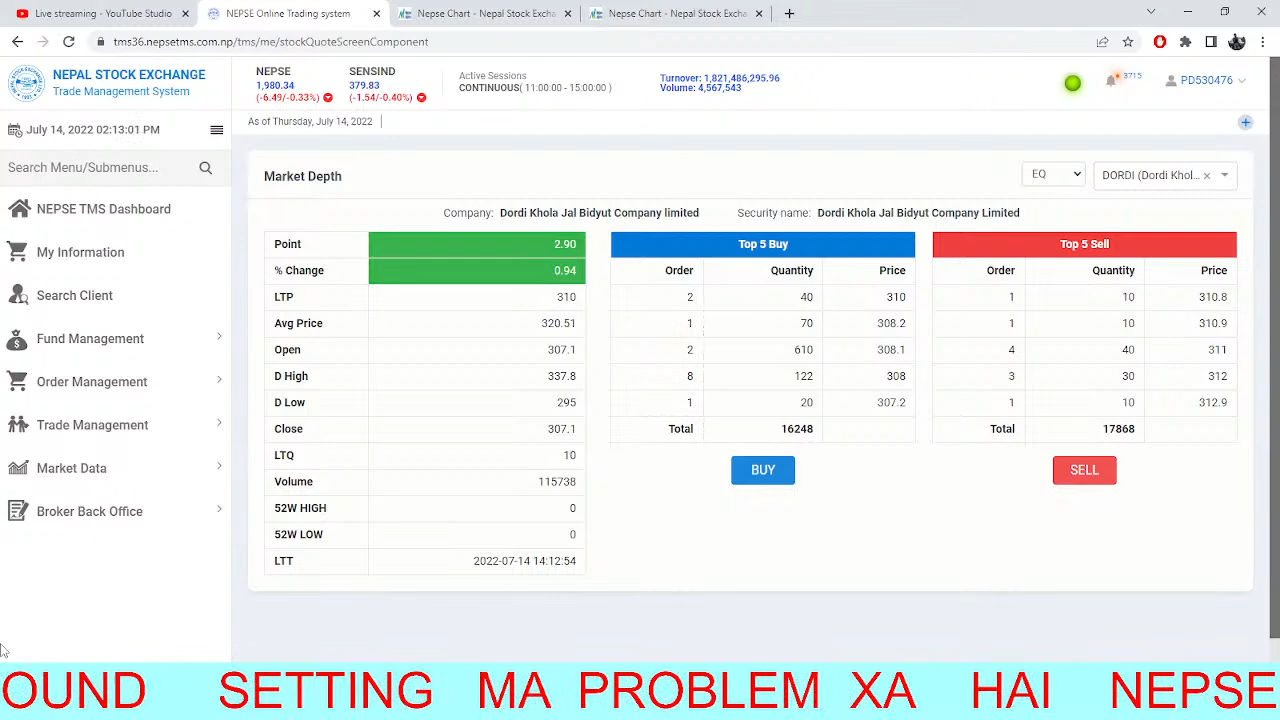 Live streaming - YouTube Studio
NEPSE Online Trading system
Nepse Chart - Nepal Stock Excha
Nepse Chart - Nepal Stock Excha
tms36.nepsetms.com.np/tms/me/stockQuoteScreenComponent
NEPAL STOCK EXCHANGE
Trade Management System
NEPSE
1,980.34
(-6.49/-0.33%)
SENSIND
379.83
(-1.54/-0.40%)
Active Sessions
CONTINUOUS( 11:00:00 - 15:00:00 )
Turnover: 1,821,486,295.96
Volume: 4,567,543
3715
PD530476
July 14, 2022 02:13:01 PM
As of Thursday, July 14, 2022
Search Menu/Submenus...
NEPSE TMS Dashboard
My Information
Search Client
Fund Management
Order Management
Trade Management
Market Data
Broker Back Office
Market Depth
EQ
DORDI (Dordi Khol...
Company: Dordi Khola Jal Bidyut Company limited Security name: Dordi Khola Jal Bidyut Company Limited
Point 2.90
% Change 0.94
LTP 310
Avg Price 320.51
Open 307.1
D High 337.8
D Low 295
Close 307.1
LTQ 10
Volume 115738
52W HIGH 0
52W LOW 0
LTT 2022-07-14 14:12:54
Top 5 Buy
Order Quantity Price
2 40 310
1 70 308.2
2 610 308.1
8 122 308
1 20 307.2
Total 16248
BUY
Top 5 Sell
Order Quantity Price
1 10 310.8
1 10 310.9
4 40 311
3 30 312
1 10 312.9
Total 17868
SELL
OUND SETTING MA PROBLEM XA HAI NEPSE